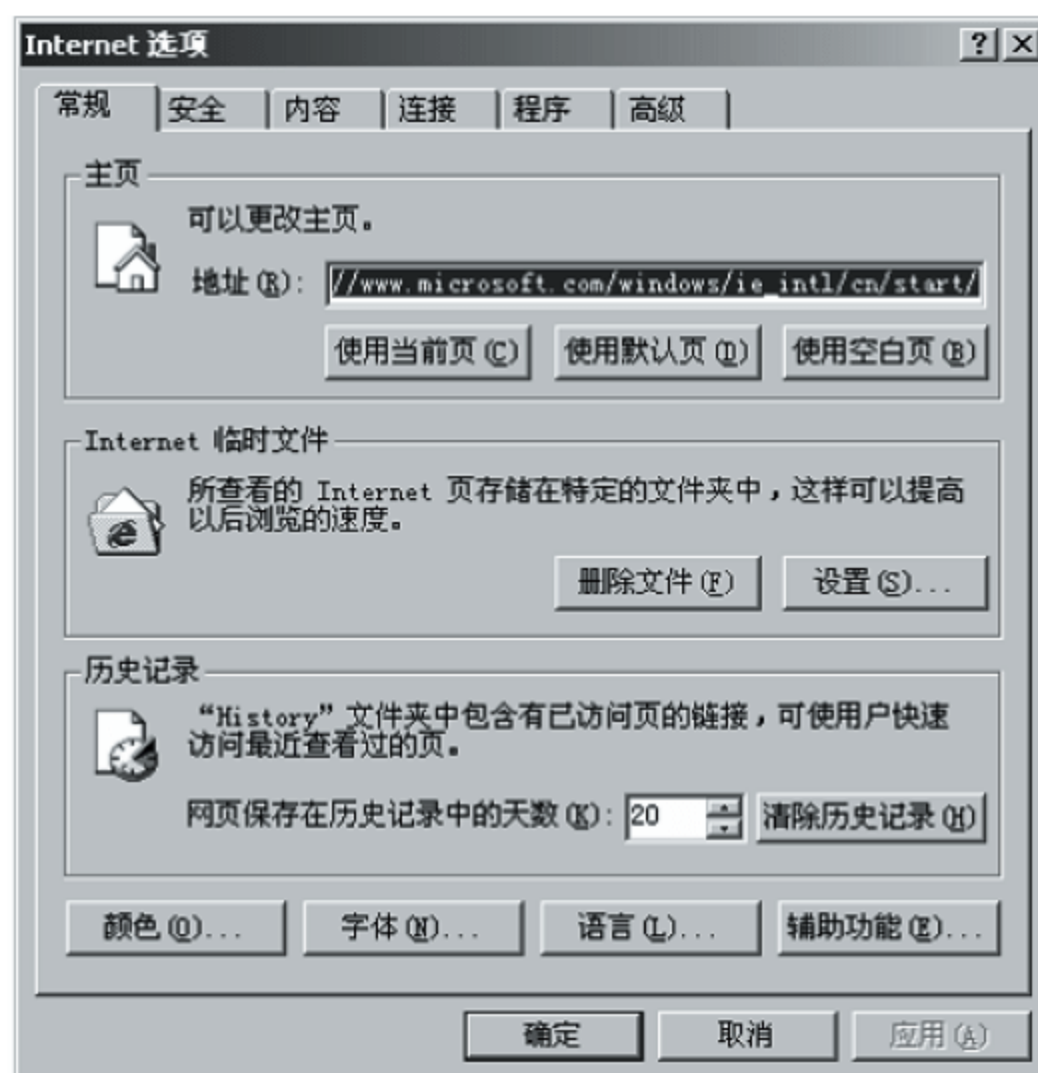 Internet 选项
常规 安全 内容 连接 程序 高级
主页
可以更改主页。
地址(R): //www.microsoft.com/windows/ie_intl/cn/start/
使用当前页(C) 使用默认页(D) 使用空白页(B)
Internet 临时文件
所查看的 Internet 页存储在特定的文件夹中，这样可以提高
以后浏览的速度。
删除文件(F) 设置(S)...
历史记录
“History”文件夹中包含有已访问页的链接，可使用户快速
访问最近查看过的页。
网页保存在历史记录中的天数(K): 20 清除历史记录(H)
颜色(O)... 字体(N)... 语言(L)... 辅助功能(E)...
确定 取消 应用(A)